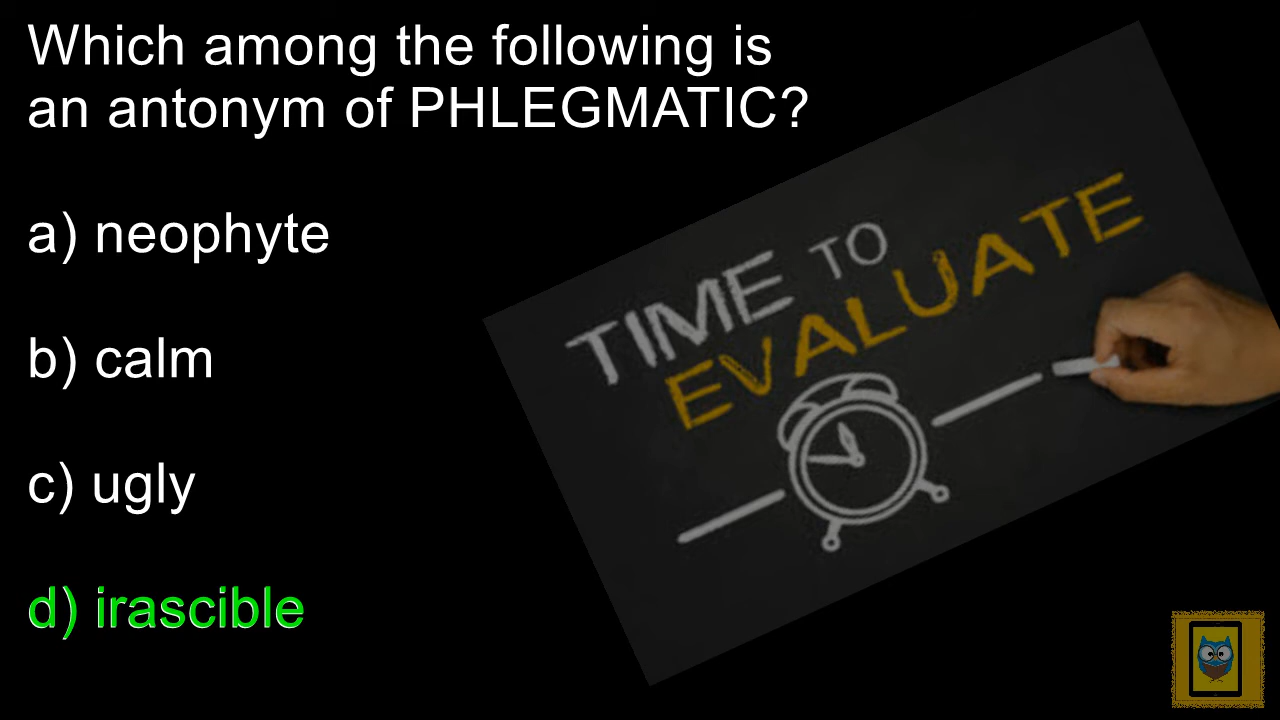 Which among the following is
an antonym of PHLEGMATIC?
a) neophyte
b) calm
c) ugly
d) irascible
TIME TO
EVALUATE